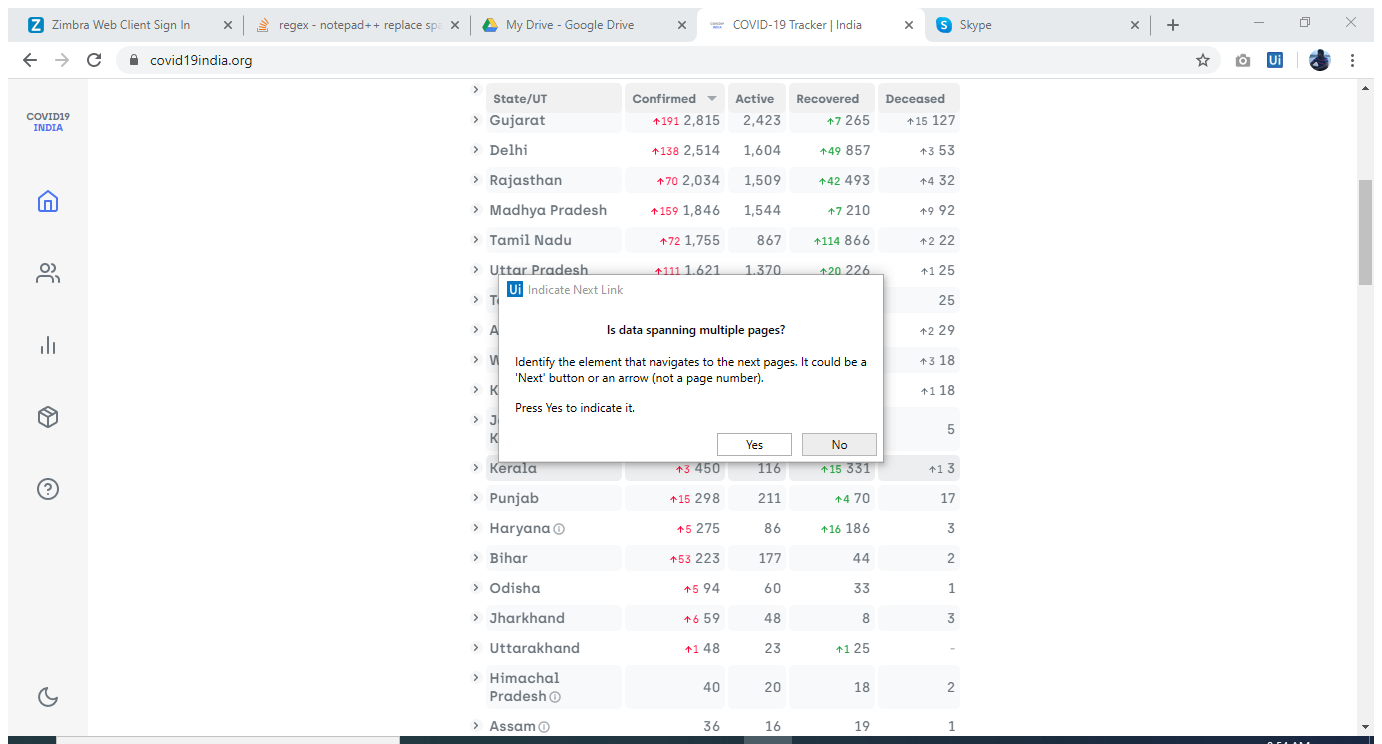 Zimbra Web Client Sign In
regex - notepad++ replace spa
My Drive - Google Drive
COVID-19 Tracker | India
Skype
covid19india.org
Ui
COVID19
INDIA
State/UT Confirmed Active Recovered Deceased
Gujarat ↑191 2,815 2,423 ↑7 265 ↑15 127
Delhi ↑138 2,514 1,604 ↑49 857 ↑3 53
Rajasthan ↑70 2,034 1,509 ↑42 493 ↑4 32
Madhya Pradesh ↑159 1,846 1,544 ↑7 210 ↑9 92
Tamil Nadu ↑72 1,755 867 ↑114 866 ↑2 22
Uttar Pradesh ↑111 1,621 1,370 ↑20 226 ↑1 25
T 25
A ↑2 29
W ↑3 18
K ↑1 18
J 5
K
Ui Indicate Next Link
Is data spanning multiple pages?
Identify the element that navigates to the next pages. It could be a
'Next' button or an arrow (not a page number).
Press Yes to indicate it.
Yes No
Kerala ↑3 450 116 ↑15 331 ↑1 3
Punjab ↑15 298 211 ↑4 70 17
Haryana ↑5 275 86 ↑16 186 3
Bihar ↑53 223 177 44 2
Odisha ↑5 94 60 33 1
Jharkhand ↑6 59 48 8 3
Uttarakhand ↑1 48 23 ↑1 25 -
Himachal
Pradesh 40 20 18 2
Assam 36 16 19 1